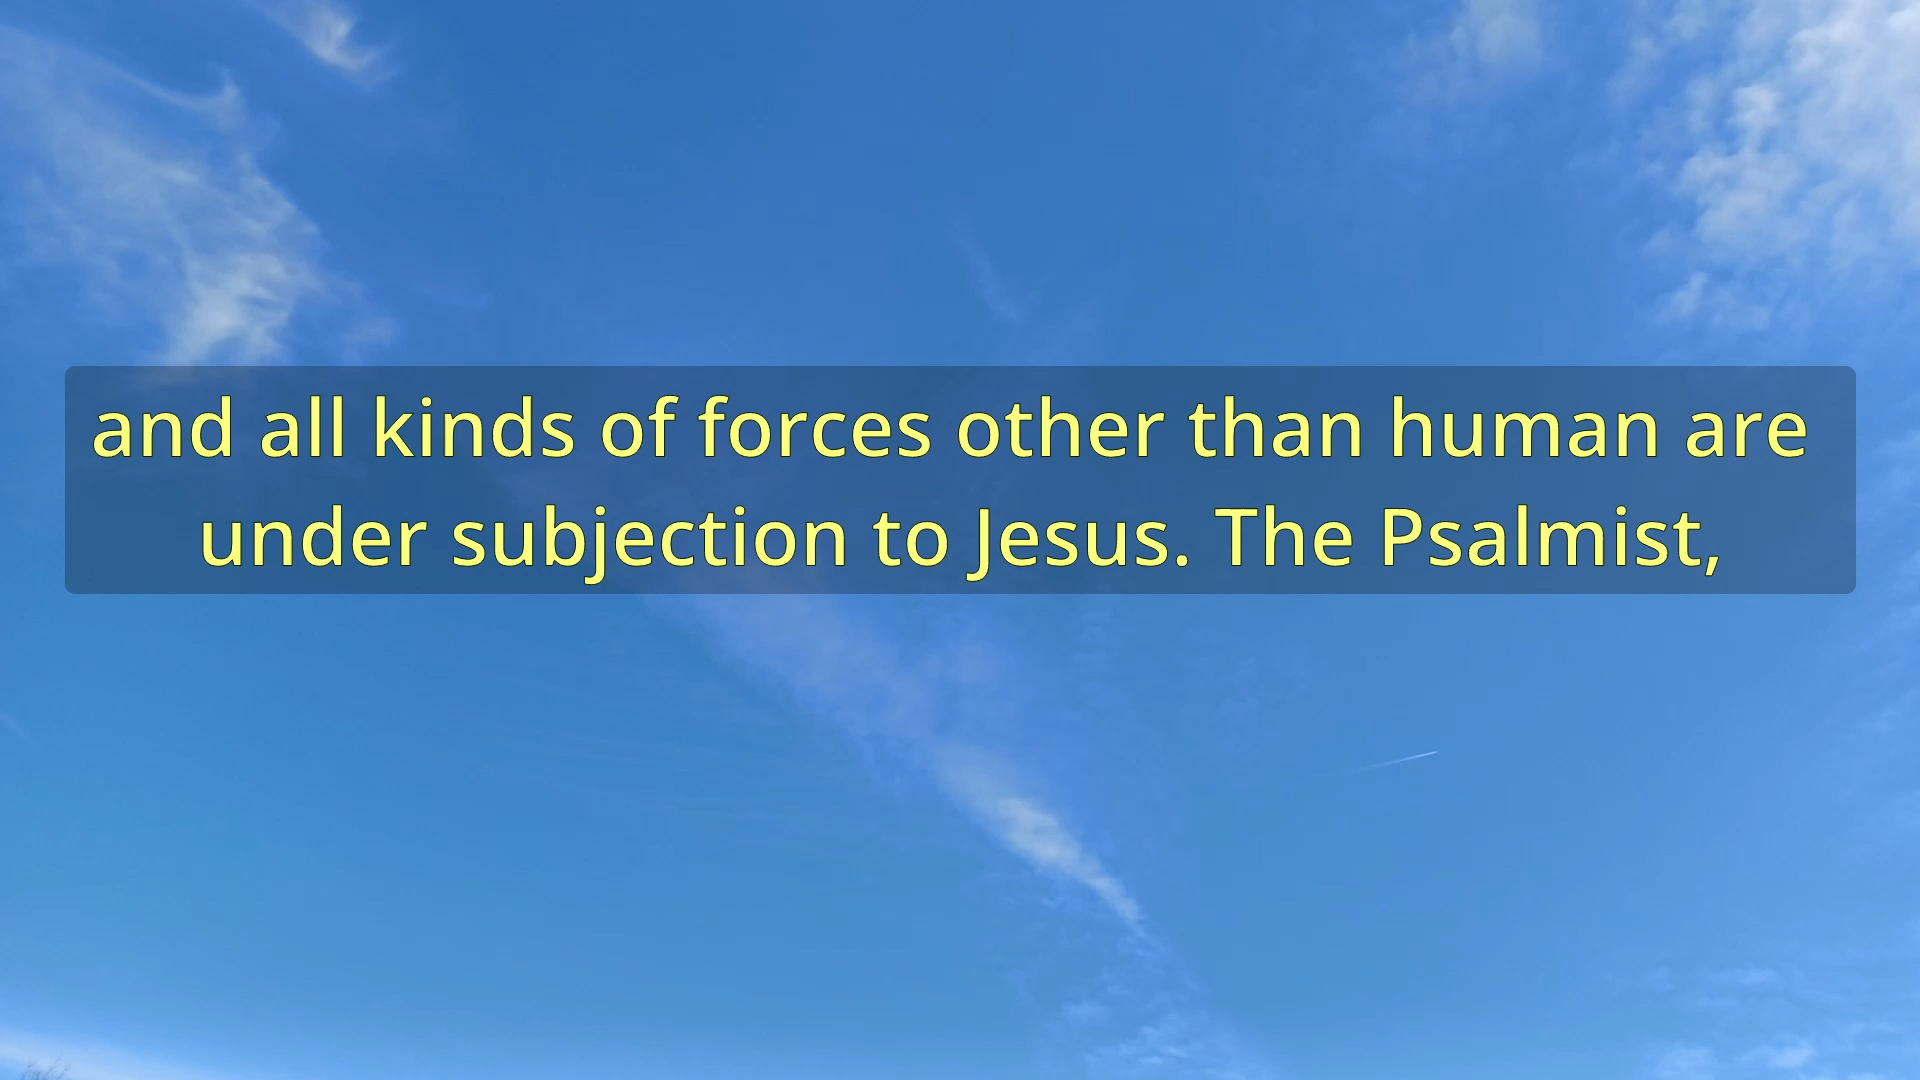 and all kinds of forces other than human are
under subjection to Jesus. The Psalmist,